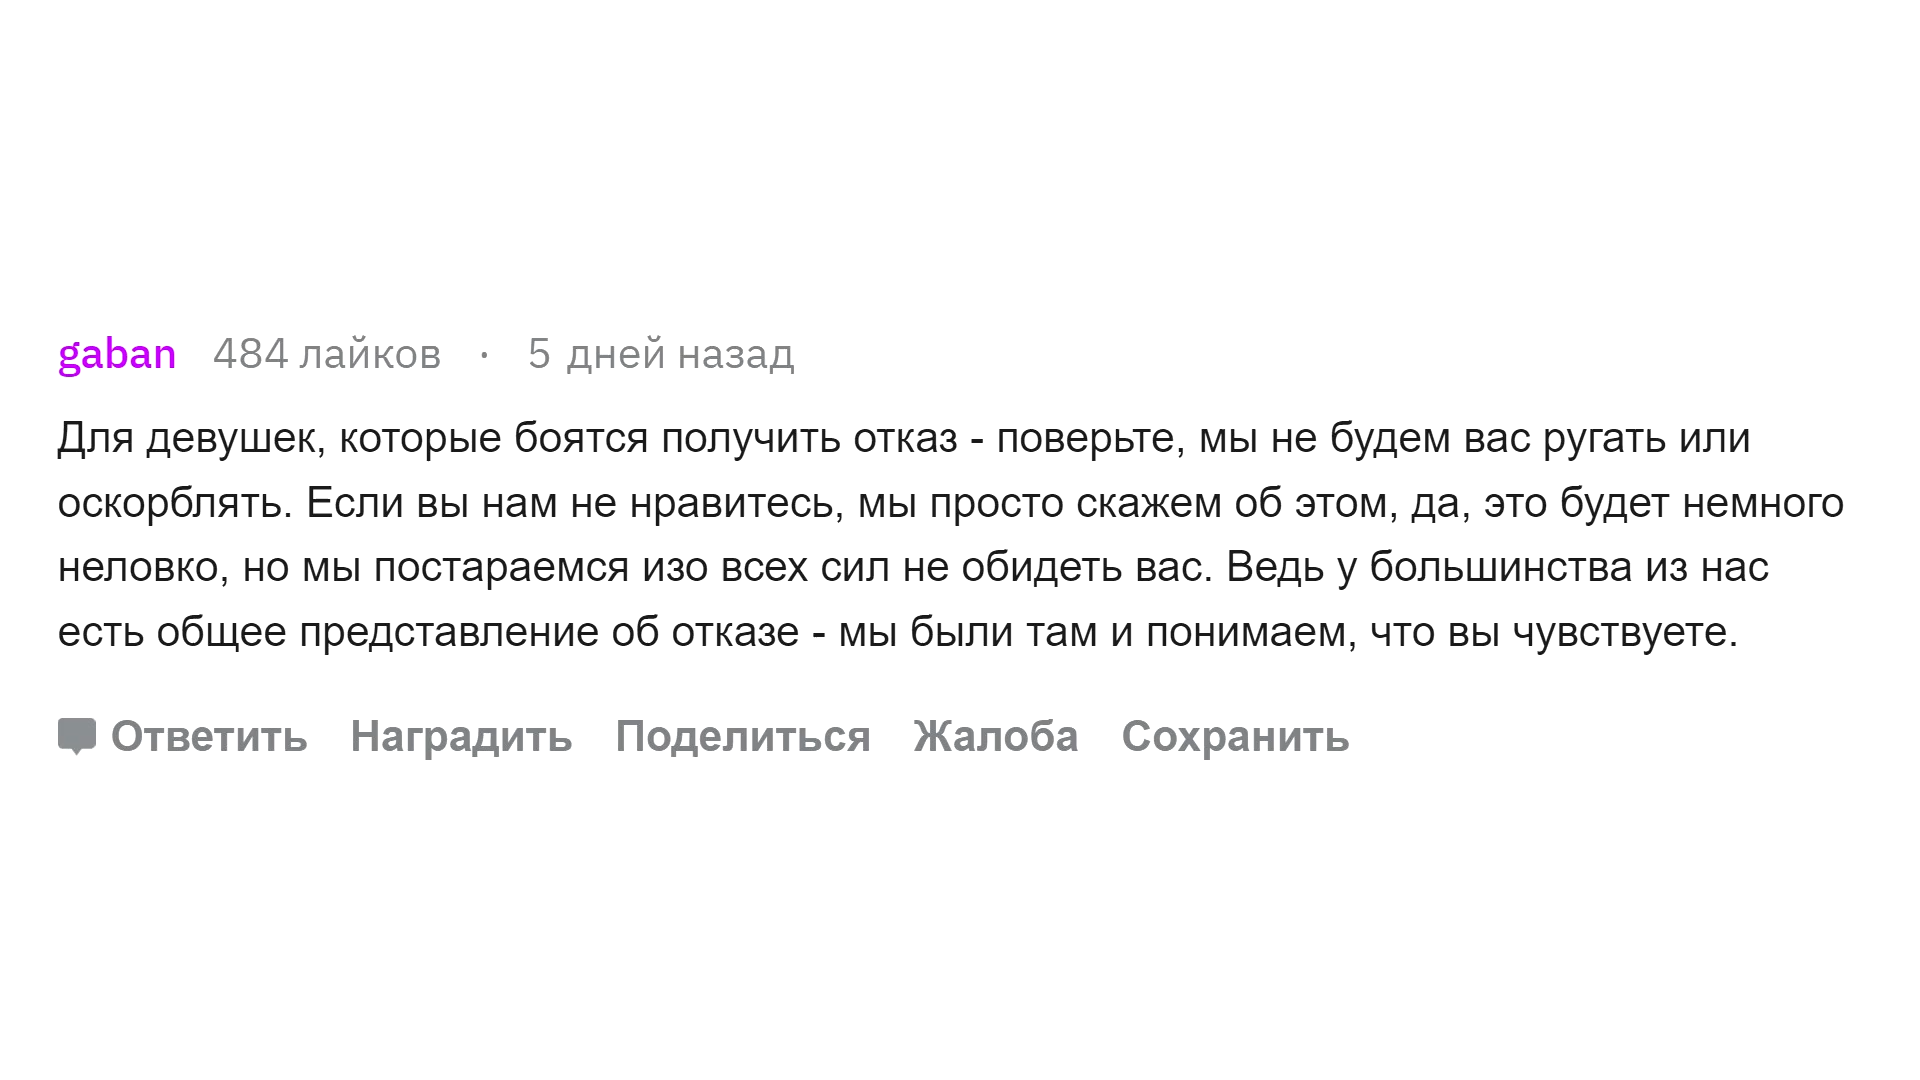 gaban 484 лайков · 5 дней назад
Для девушек, которые боятся получить отказ - поверьте, мы не будем вас ругать или
оскорблять. Если вы нам не нравитесь, мы просто скажем об этом, да, это будет немного
неловко, но мы постараемся изо всех сил не обидеть вас. Ведь у большинства из нас
есть общее представление об отказе - мы были там и понимаем, что вы чувствуете.
Ответить Наградить Поделиться Жалоба Сохранить